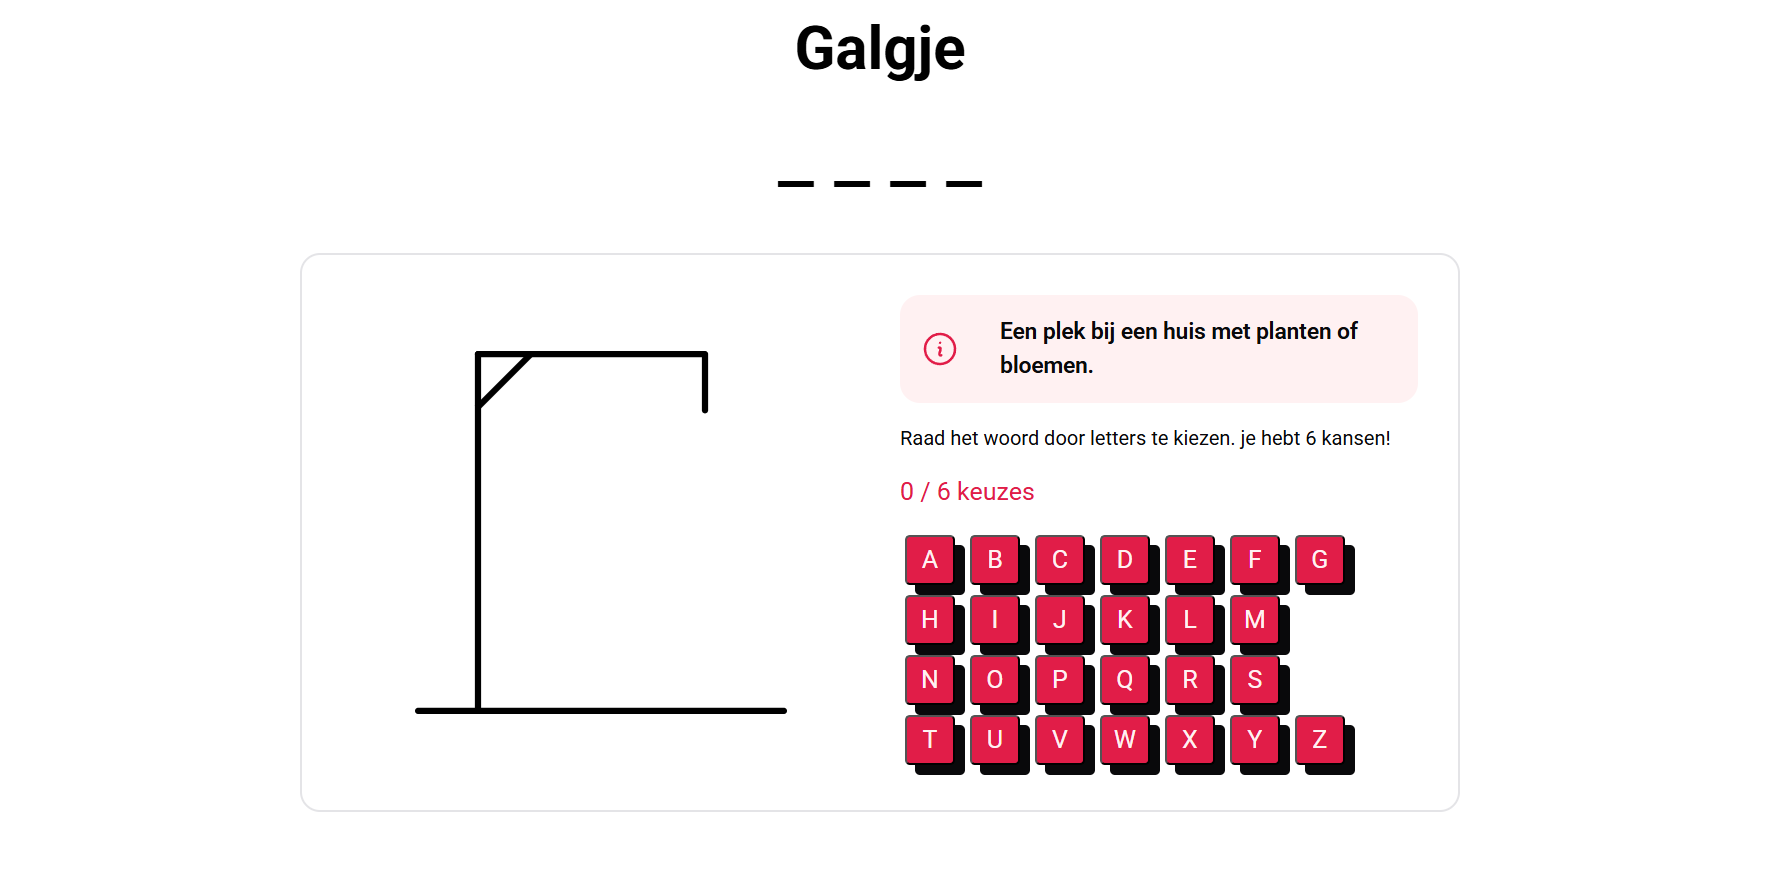 Galgje
_ _ _ _
Een plek bij een huis met planten of
bloemen.
Raad het woord door letters te kiezen. je hebt 6 kansen!
0 / 6 keuzes
A B C D E F G
H I J K L M
N O P Q R S
T U V W X Y Z